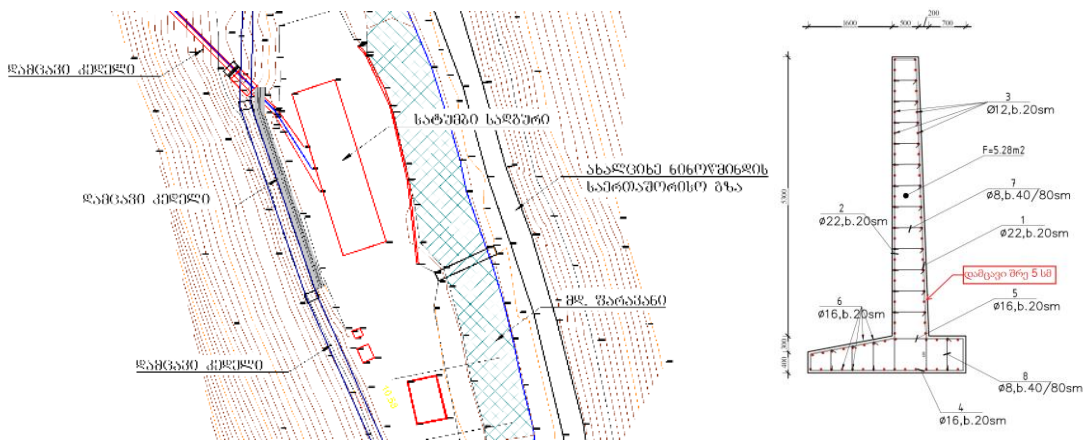 დამცავი კედელი
სატუმბი სადგური
ახალციხე ნინოწმინდის
საერთაშორისო გზა
დამცავი კედელი
მდ. ფარავანი
დამცავი კედელი
200
1600
500
700
3
Ø12,b.20sm
F=5.28m2
7
Ø8,b.40/80sm
2
Ø22,b.20sm
1
Ø22,b.20sm
დამცავი შრე 5 სმ
6
Ø16,b.20sm
5
Ø16,b.20sm
300
400
8
Ø8,b.40/80sm
4
Ø16,b.20sm